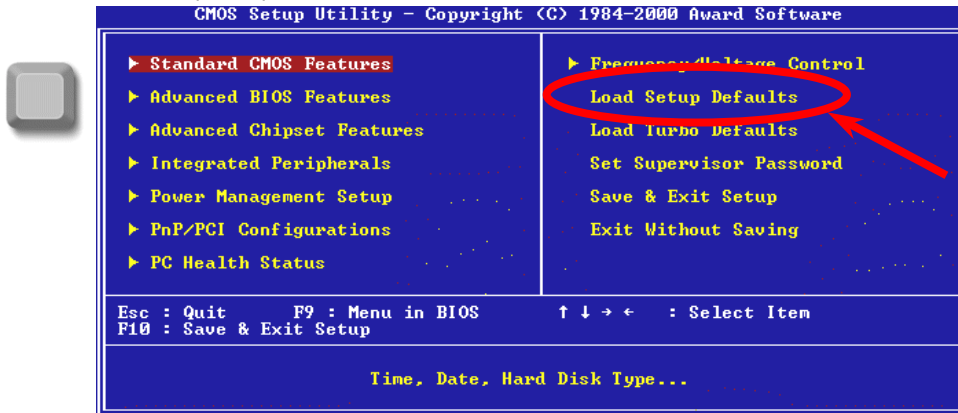 CMOS Setup Utility – Copyright (C) 1984–2000 Award Software
▶ Standard CMOS Features
▶ Advanced BIOS Features
▶ Advanced Chipset Features
▶ Integrated Peripherals
▶ Power Management Setup
▶ PnP/PCI Configurations
▶ PC Health Status
▶ Frequency/Voltage Control
Load Setup Defaults
Load Turbo Defaults
Set Supervisor Password
Save & Exit Setup
Exit Without Saving
Esc : Quit F9 : Menu in BIOS ↑ ↓ → ← : Select Item
F10 : Save & Exit Setup
Time, Date, Hard Disk Type...